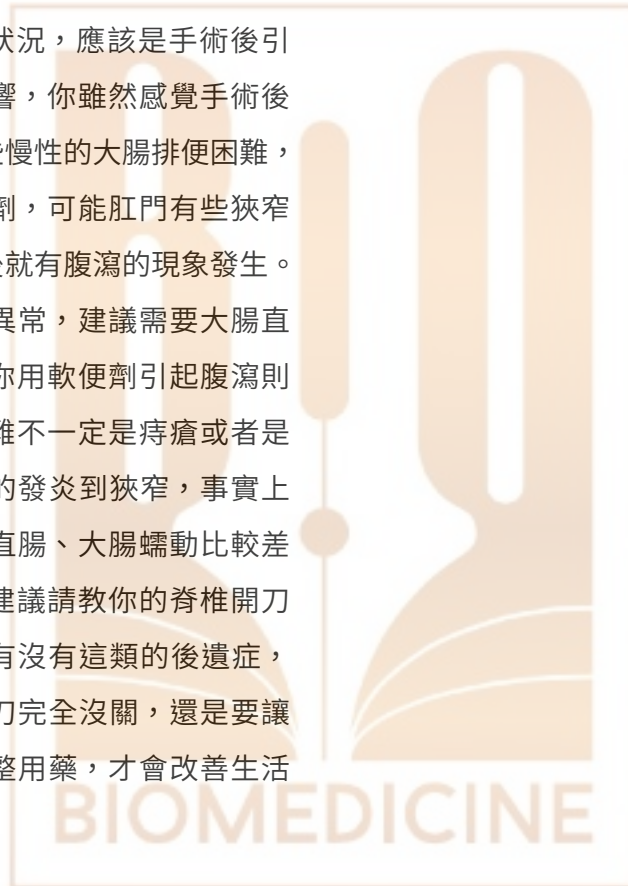 狀況，應該是手術後引
響，你雖然感覺手術後
慢性的大腸排便困難，
劑，可能肛門有些狹窄
就有腹瀉的現象發生。
異常，建議需要大腸直
你用軟便劑引起腹瀉則
難不一定是痔瘡或者是
的發炎到狹窄，事實上
直腸、大腸蠕動比較差
建議請教你的脊椎開刀
有沒有這類的後遺症，
刀完全沒關，還是要讓
整用藥，才會改善生活
BIOMEDICINE